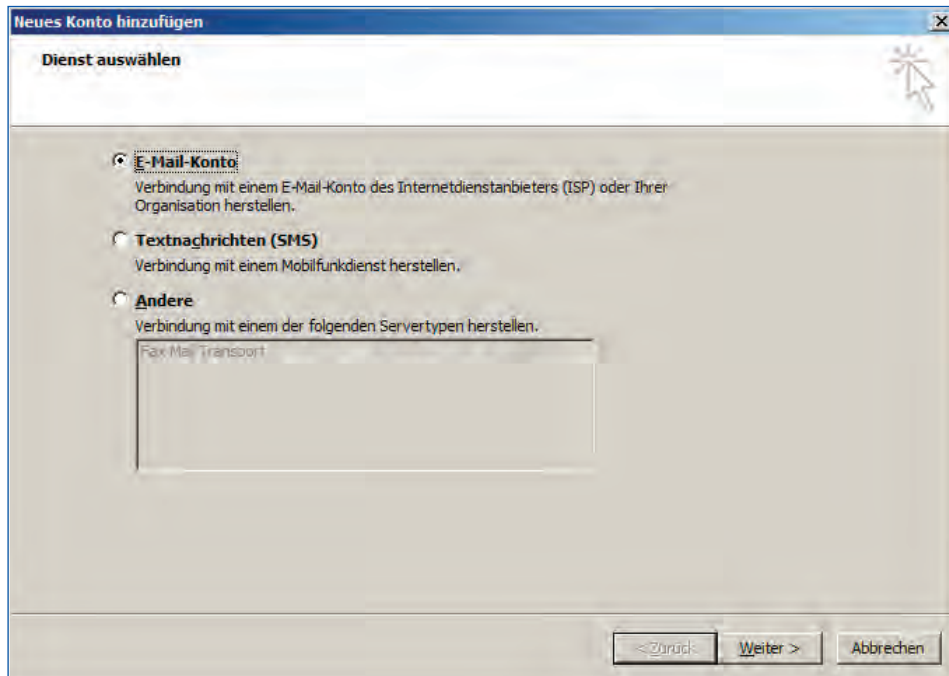 Neues Konto hinzufügen
Dienst auswählen
E-Mail-Konto
Verbindung mit einem E-Mail-Konto des Internetdienstanbieters (ISP) oder Ihrer
Organisation herstellen.
Textnachrichten (SMS)
Verbindung mit einem Mobilfunkdienst herstellen.
Andere
Verbindung mit einem der folgenden Servertypen herstellen.
Fax Mail Transport
< Zurück
Weiter >
Abbrechen